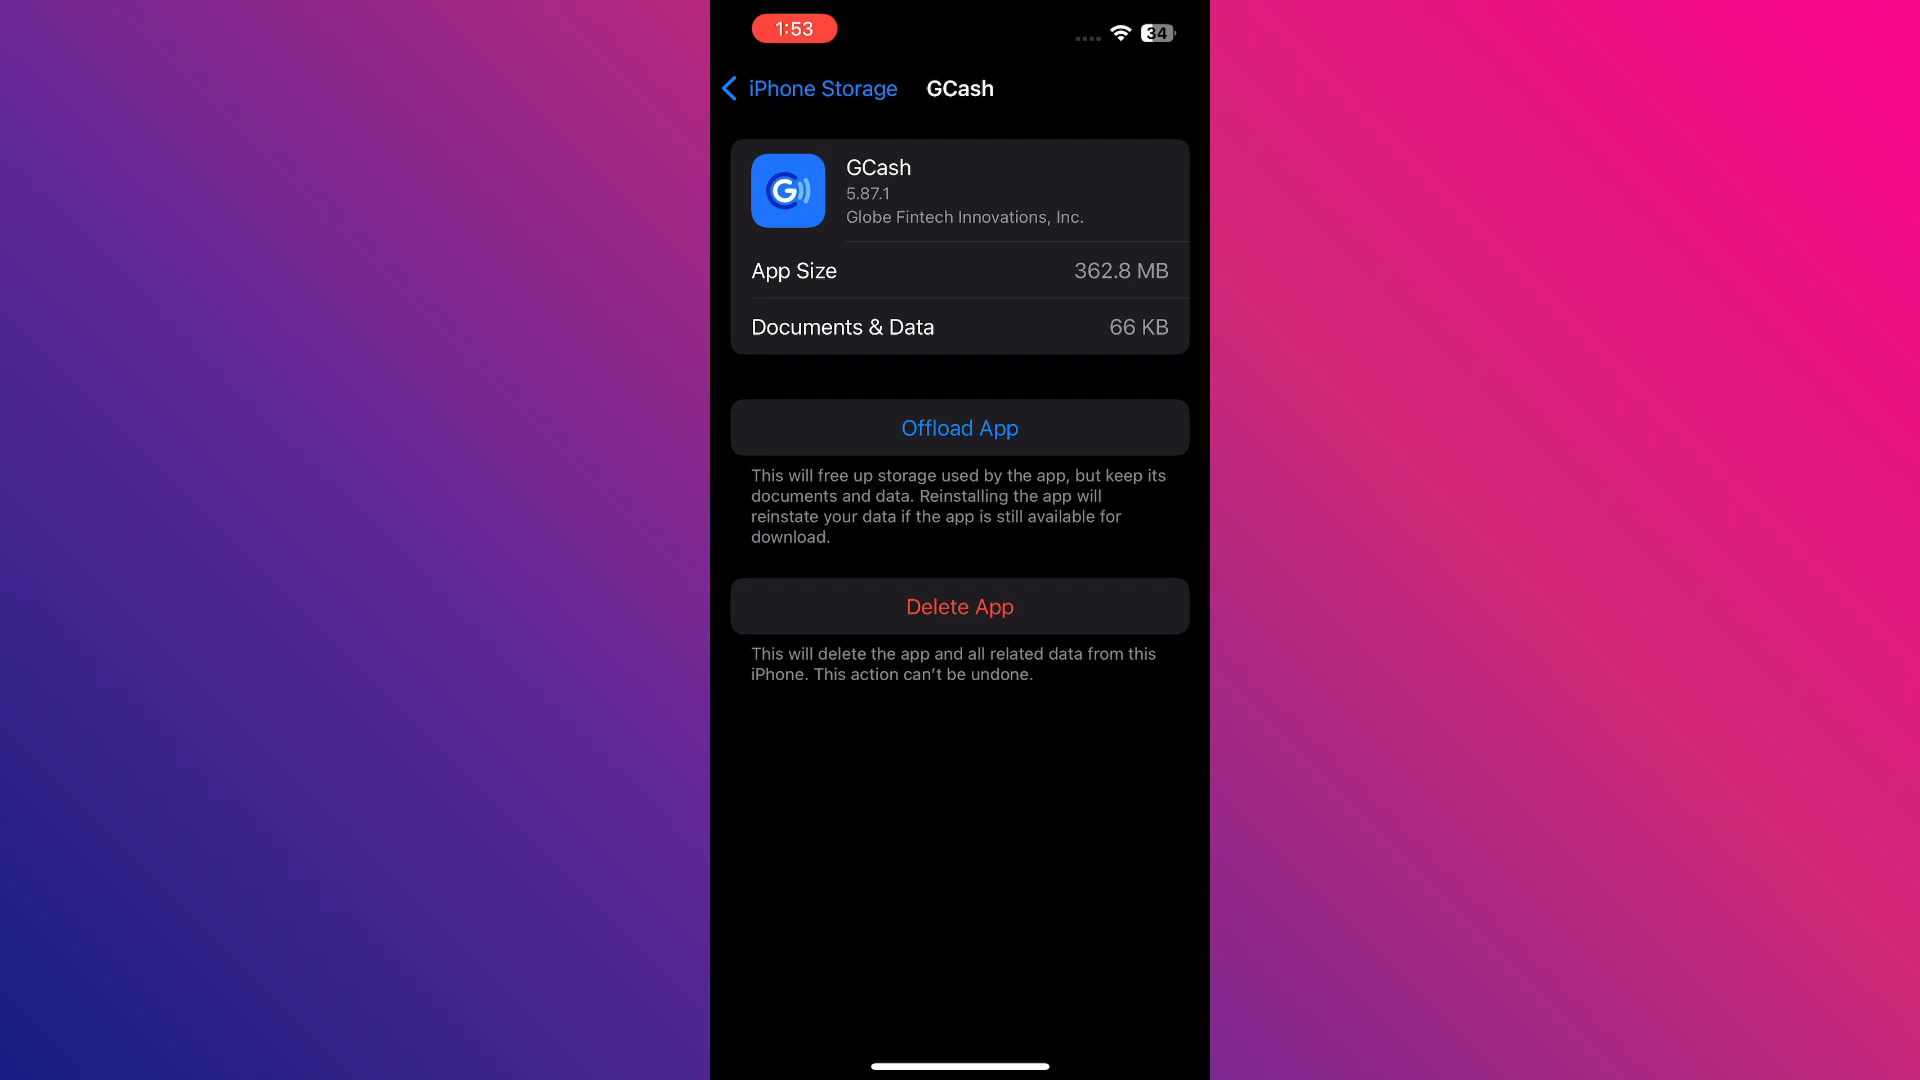 1:53
34
iPhone Storage
GCash
G
GCash
5.87.1
Globe Fintech Innovations, Inc.
App Size
362.8 MB
Documents & Data
66 KB
Offload App
This will free up storage used by the app, but keep its
documents and data. Reinstalling the app will
reinstate your data if the app is still available for
download.
Delete App
This will delete the app and all related data from this
iPhone. This action can’t be undone.